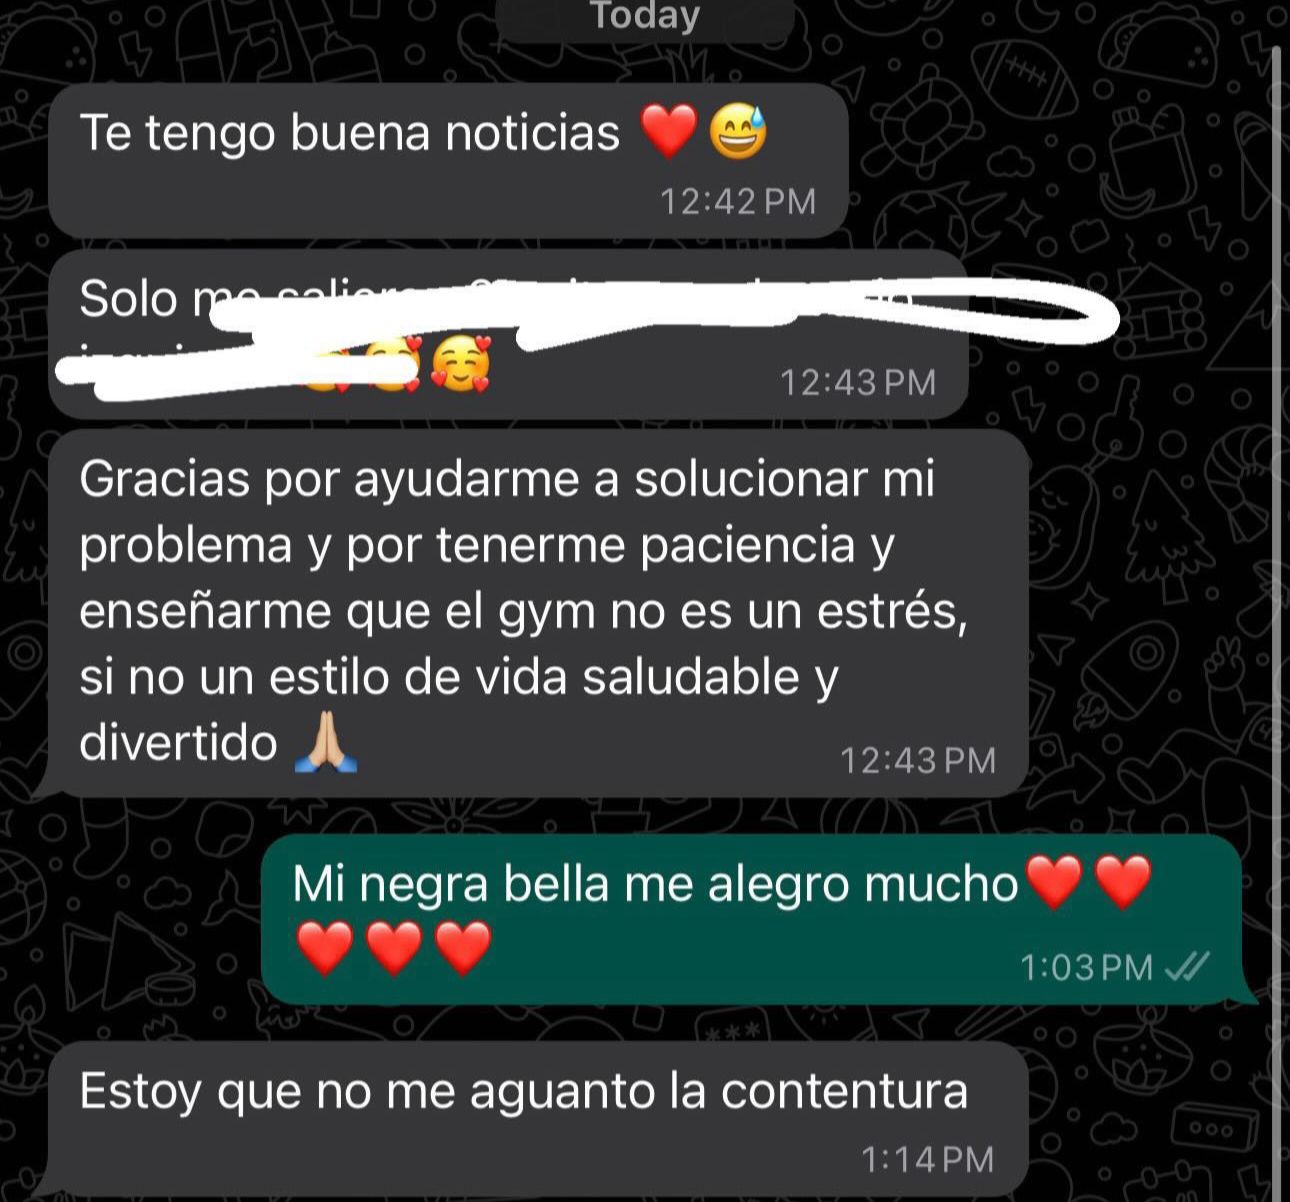 Today
Te tengo buena noticias ❤️😅
12:42 PM
Solo
🥰
12:43 PM
Gracias por ayudarme a solucionar mi
problema y por tenerme paciencia y
enseñarme que el gym no es un estrés,
si no un estilo de vida saludable y
divertido 🙏🏼
12:43 PM
Mi negra bella me alegro mucho❤️❤️
❤️❤️❤️
1:03 PM
Estoy que no me aguanto la contentura
1:14 PM